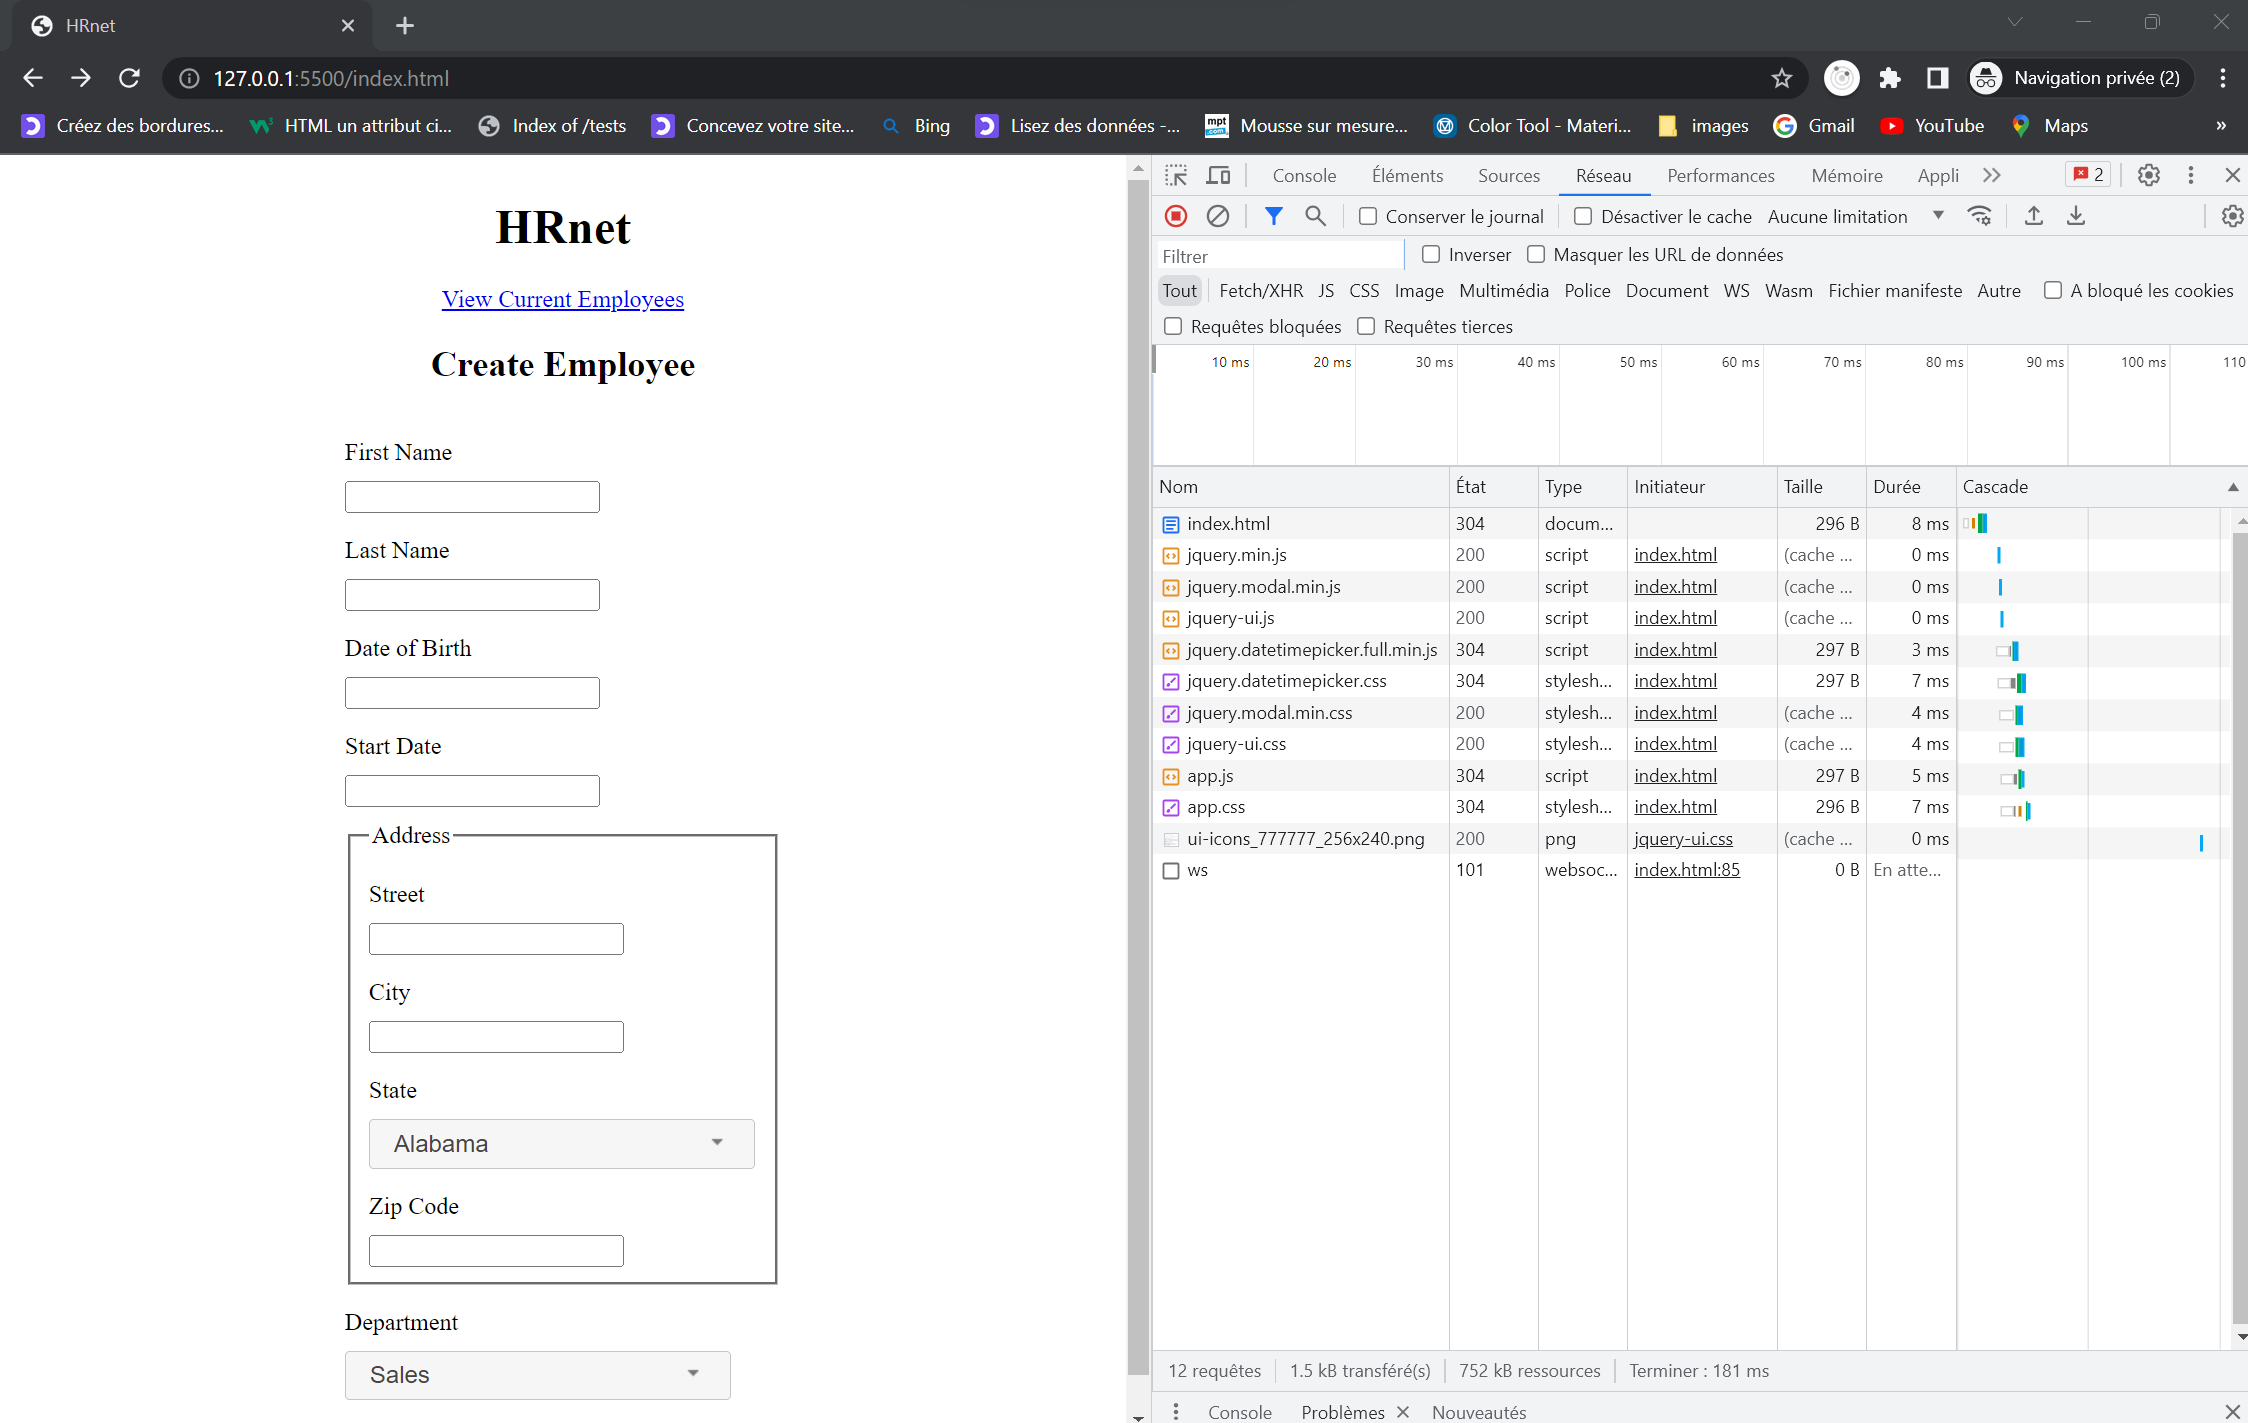 HRnet
127.0.0.1:5500/index.html
Navigation privée (2)
Créez des bordures...
HTML un attribut ci...
Index of /tests
Concevez votre site...
Bing
Lisez des données -...
mpt .com
Mousse sur mesure...
Color Tool - Materi...
images
Gmail
YouTube
Maps
»
HRnet
View Current Employees
Create Employee
First Name
Last Name
Date of Birth
Start Date
Address
Street
City
State
Alabama
Zip Code
Department
Sales
Console Éléments Sources Réseau Performances Mémoire Appli 2
Conserver le journal Désactiver le cache Aucune limitation
Filtrer Inverser Masquer les URL de données
Tout Fetch/XHR JS CSS Image Multimédia Police Document WS Wasm Fichier manifeste Autre A bloqué les cookies
Requêtes bloquées Requêtes tierces
10 ms 20 ms 30 ms 40 ms 50 ms 60 ms 70 ms 80 ms 90 ms 100 ms 110
Nom État Type Initiateur Taille Durée Cascade
index.html 304 docum... 296 B 8 ms
jquery.min.js 200 script index.html (cache ... 0 ms
jquery.modal.min.js 200 script index.html (cache ... 0 ms
jquery-ui.js 200 script index.html (cache ... 0 ms
jquery.datetimepicker.full.min.js 304 script index.html 297 B 3 ms
jquery.datetimepicker.css 304 stylesh... index.html 297 B 7 ms
jquery.modal.min.css 200 stylesh... index.html (cache ... 4 ms
jquery-ui.css 200 stylesh... index.html (cache ... 4 ms
app.js 304 script index.html 297 B 5 ms
app.css 304 stylesh... index.html 296 B 7 ms
ui-icons_777777_256x240.png 200 png jquery-ui.css (cache ... 0 ms
ws 101 websoc... index.html:85 0 B En atte...
12 requêtes 1.5 kB transféré(s) 752 kB ressources Terminer : 181 ms
Console Problèmes Nouveautés